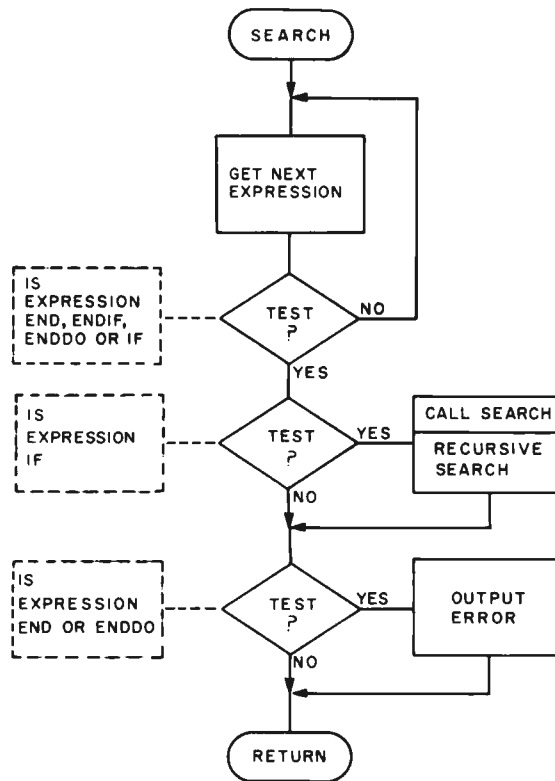 SEARCH
GET NEXT
EXPRESSION
IS
EXPRESSION
END, ENDIF,
ENDDO OR IF
TEST
?
NO
YES
IS
EXPRESSION
IF
TEST
?
YES
CALL SEARCH
RECURSIVE
SEARCH
NO
IS
EXPRESSION
END OR ENDDO
TEST
?
YES
OUTPUT
ERROR
NO
RETURN